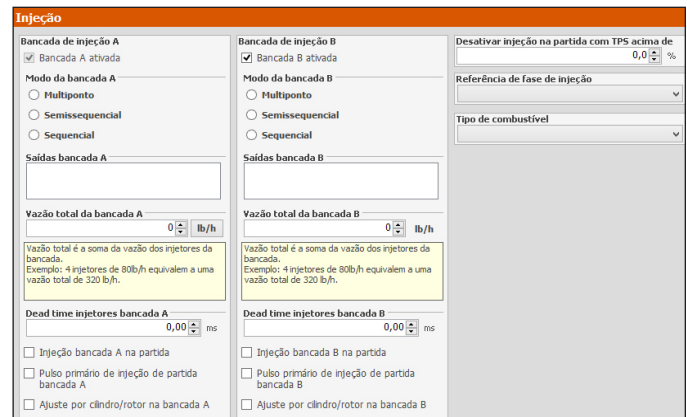 Injeção
Bancada de injeção A
Bancada A ativada
Modo da bancada A
Multiponto
Semissequencial
Sequencial
Saídas bancada A
Vazão total da bancada A
0 lb/h
Vazão total é a soma da vazão dos injetores da
bancada.
Exemplo: 4 injetores de 80lb/h equivalem a uma
vazão total de 320 lb/h.
Dead time injetores bancada A
0,00 ms
Injeção bancada A na partida
Pulso primário de injeção de partida
bancada A
Ajuste por cilindro/rotor na bancada A
Bancada de injeção B
Bancada B ativada
Modo da bancada B
Multiponto
Semissequencial
Sequencial
Saídas bancada B
Vazão total da bancada B
0 lb/h
Vazão total é a soma da vazão dos injetores da
bancada.
Exemplo: 4 injetores de 80lb/h equivalem a uma
vazão total de 320 lb/h.
Dead time injetores bancada B
0,00 ms
Injeção bancada B na partida
Pulso primário de injeção de partida
bancada B
Ajuste por cilindro/rotor na bancada B
Desativar injeção na partida com TPS acima de
0,0 %
Referência de fase de injeção
Tipo de combustível